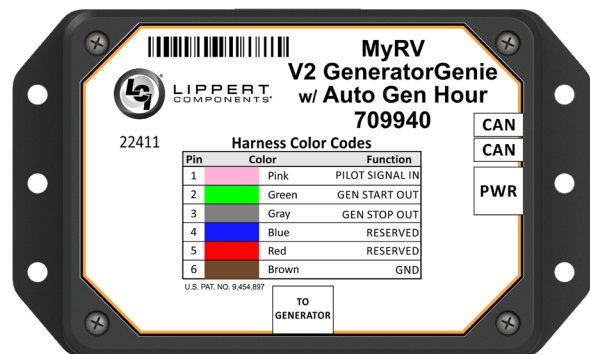 MyRV
V2 GeneratorGenie
w/ Auto Gen Hour
709940
LCI
LIPPERT
COMPONENTS®
22411
CAN
CAN
PWR
Harness Color Codes
Pin Color Function
1 Pink PILOT SIGNAL IN
2 Green GEN START OUT
3 Gray GEN STOP OUT
4 Blue RESERVED
5 Red RESERVED
6 Brown GND
U.S. PAT. NO. 9,454,897
TO
GENERATOR